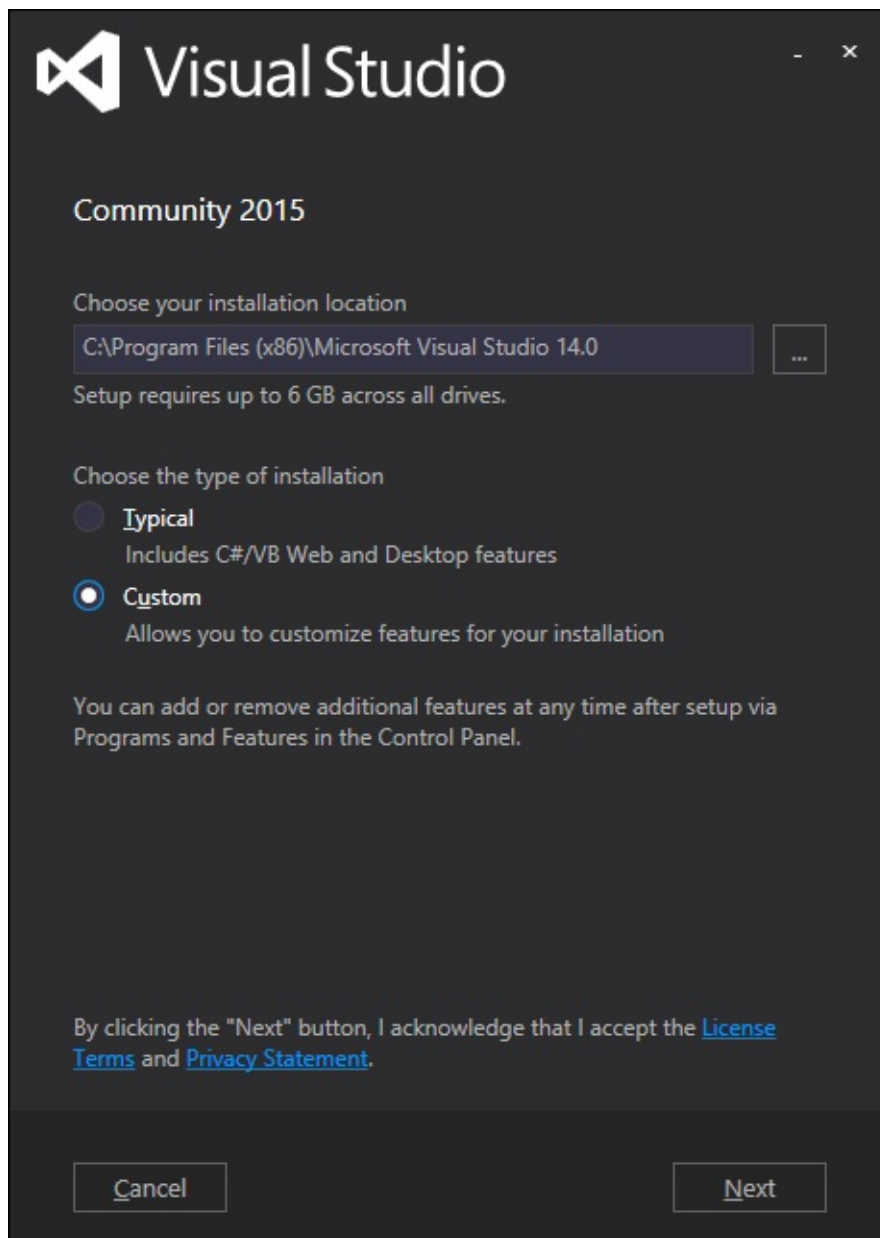 Visual Studio
-
×
Community 2015
Choose your installation location
C:\Program Files (x86)\Microsoft Visual Studio 14.0
...
Setup requires up to 6 GB across all drives.
Choose the type of installation
Typical
Includes C#/VB Web and Desktop features
Custom
Allows you to customize features for your installation
You can add or remove additional features at any time after setup via
Programs and Features in the Control Panel.
By clicking the "Next" button, I acknowledge that I accept the License
Terms and Privacy Statement.
Cancel
Next